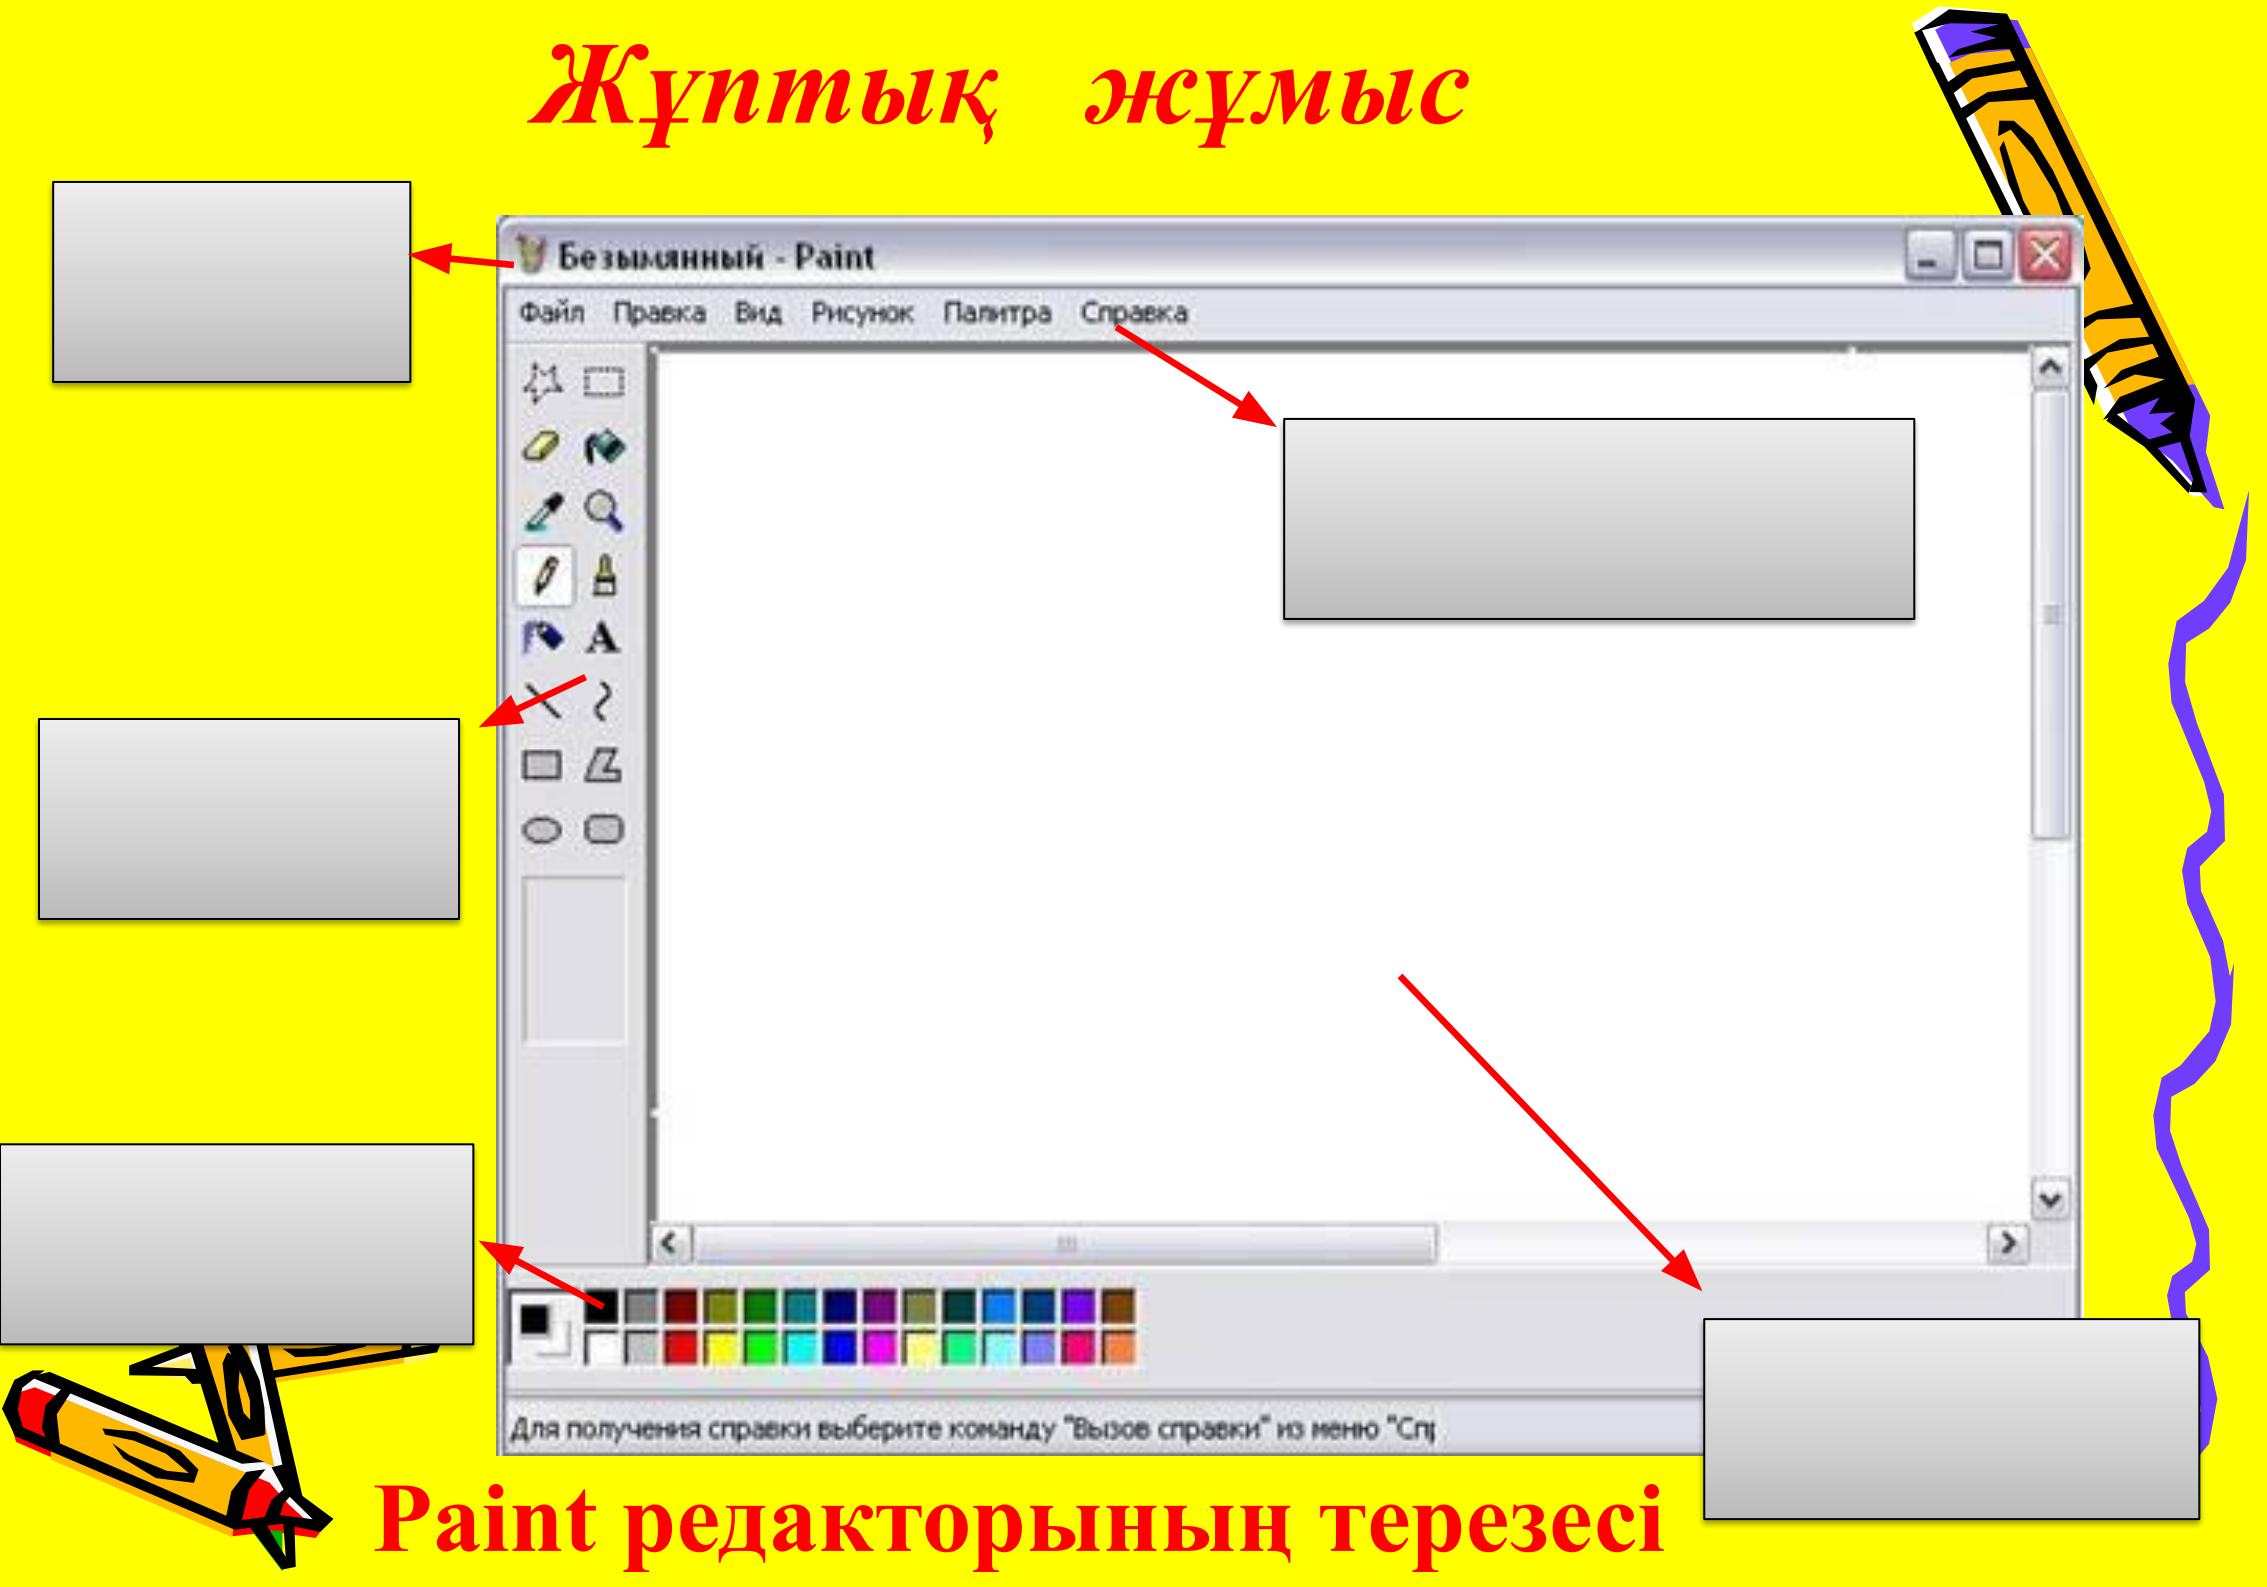 Жұптық жұмыс
Безымянный - Paint
Файл Правка Вид Рисунок Палитра Справка
A
Для получения справки выберите команду "Вызов справки" из меню "Спр
Paint редакторының терезесі